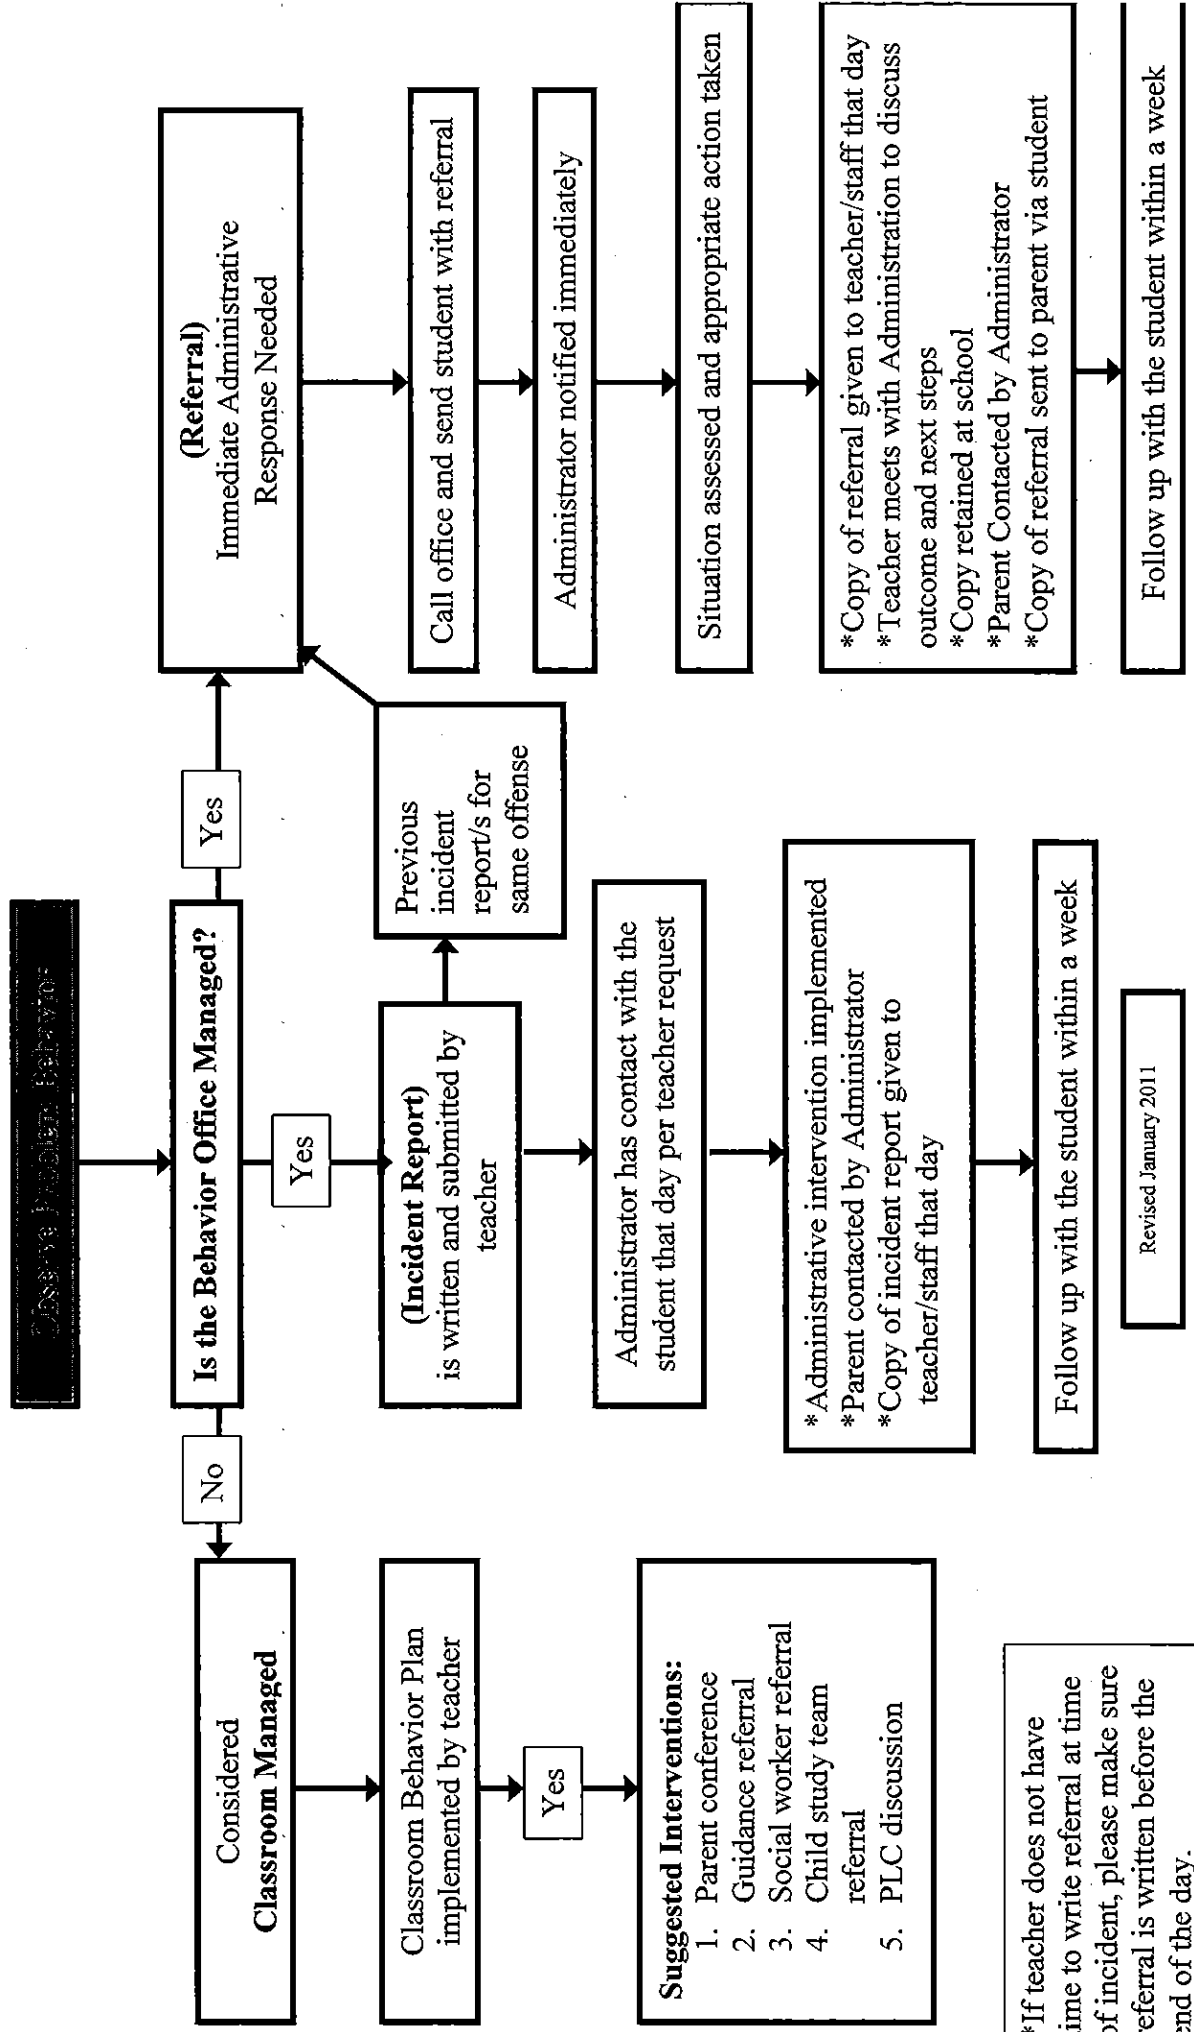 Observe Problem Behavior
Is the Behavior Office Managed?
No
Yes
Yes
Considered
Classroom Managed
Classroom Behavior Plan
implemented by teacher
Yes
Suggested Interventions:
1. Parent conference
2. Guidance referral
3. Social worker referral
4. Child study team
referral
5. PLC discussion
*If teacher does not have
time to write referral at time
of incident, please make sure
referral is written before the
end of the day.
(Incident Report)
is written and submitted by
teacher
Previous
incident
report/s for
same offense
Administrator has contact with the
student that day per teacher request
*Administrative intervention implemented
*Parent contacted by Administrator
*Copy of incident report given to
teacher/staff that day
Follow up with the student within a week
Revised January 2011
(Referral)
Immediate Administrative
Response Needed
Call office and send student with referral
Administrator notified immediately
Situation assessed and appropriate action taken
*Copy of referral given to teacher/staff that day
*Teacher meets with Administration to discuss
outcome and next steps
*Copy retained at school
*Parent Contacted by Administrator
*Copy of referral sent to parent via student
Follow up with the student within a week